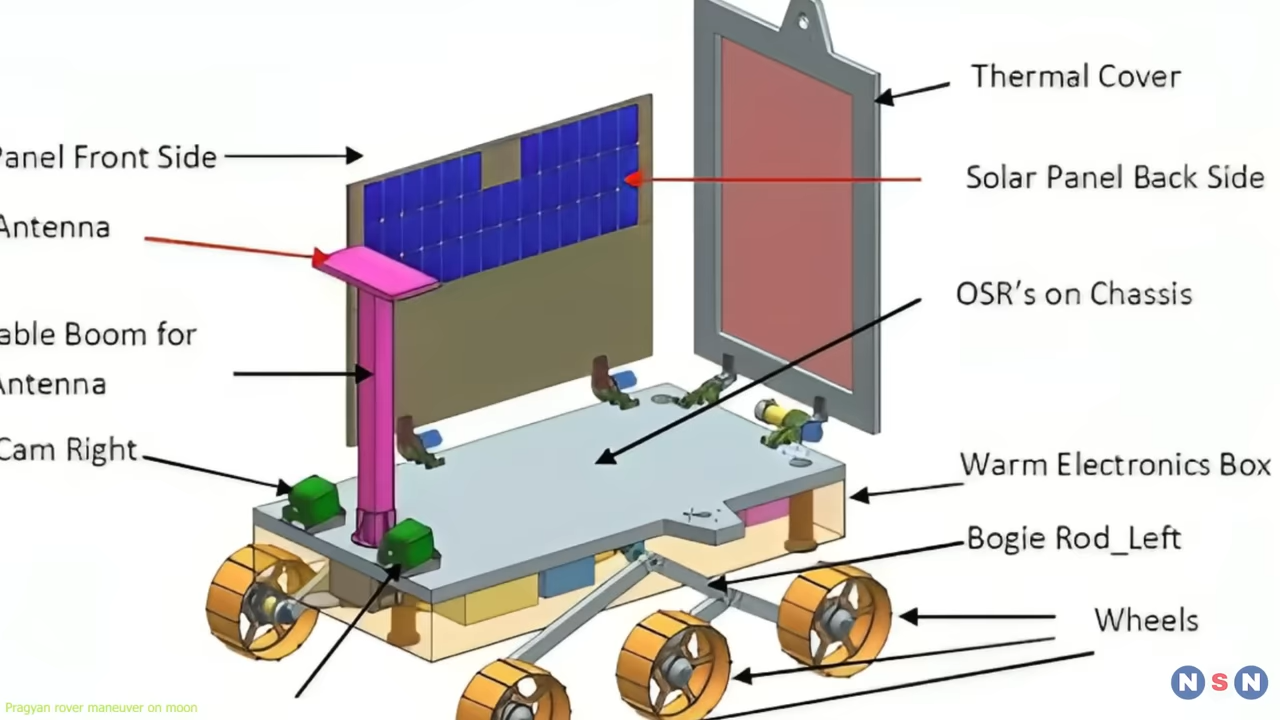 Thermal Cover
Panel Front Side
Solar Panel Back Side
Antenna
OSR's on Chassis
able Boom for
Antenna
Cam Right
Warm Electronics Box
Bogie Rod_Left
Wheels
NSN
Pragyan rover maneuver on moon